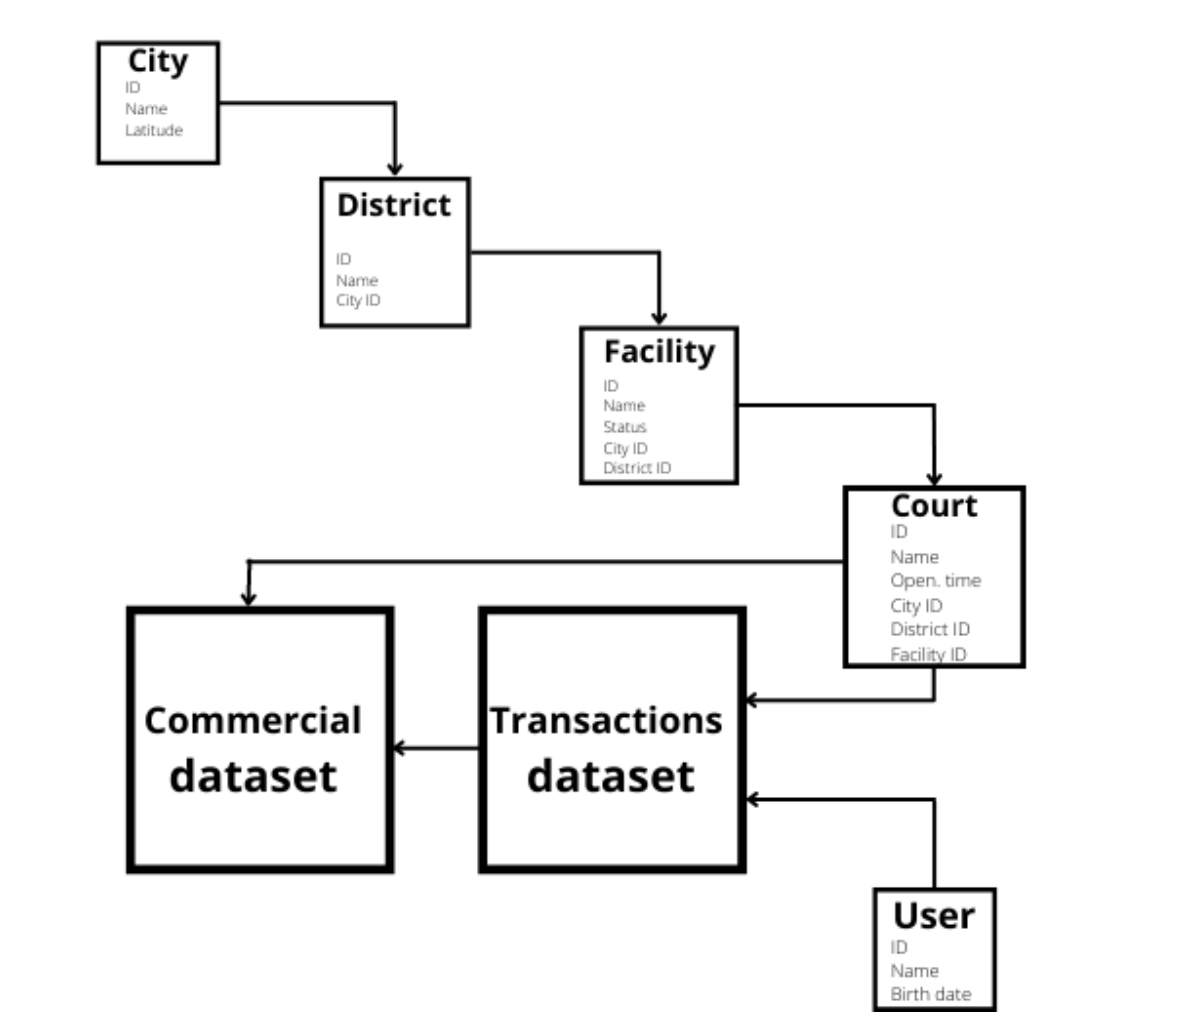 City
ID
Name
Latitude
District
ID
Name
City ID
Facility
ID
Name
Status
City ID
District ID
Court
ID
Name
Open. time
City ID
District ID
Facility ID
Commercial
dataset
Transactions
dataset
User
ID
Name
Birth date